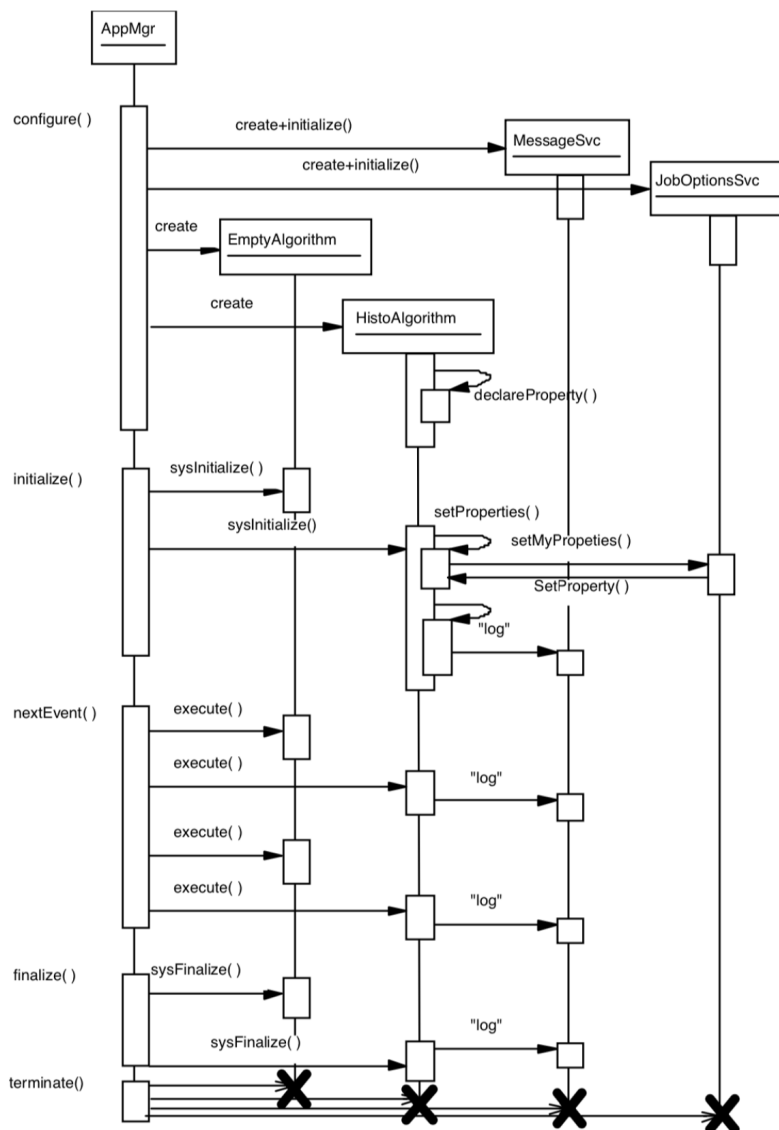 AppMgr
configure( )
create+initialize()
MessageSvc
create+initialize()
JobOptionsSvc
create
EmptyAlgorithm
create
HistoAlgorithm
declareProperty( )
initialize( )
sysInitialize( )
setProperties( )
sysInitialize()
setMyPropeties( )
SetProperty( )
"log"
nextEvent( )
execute( )
execute( )
"log"
execute( )
execute( )
"log"
finalize( )
sysFinalize( )
"log"
sysFinalize( )
terminate()